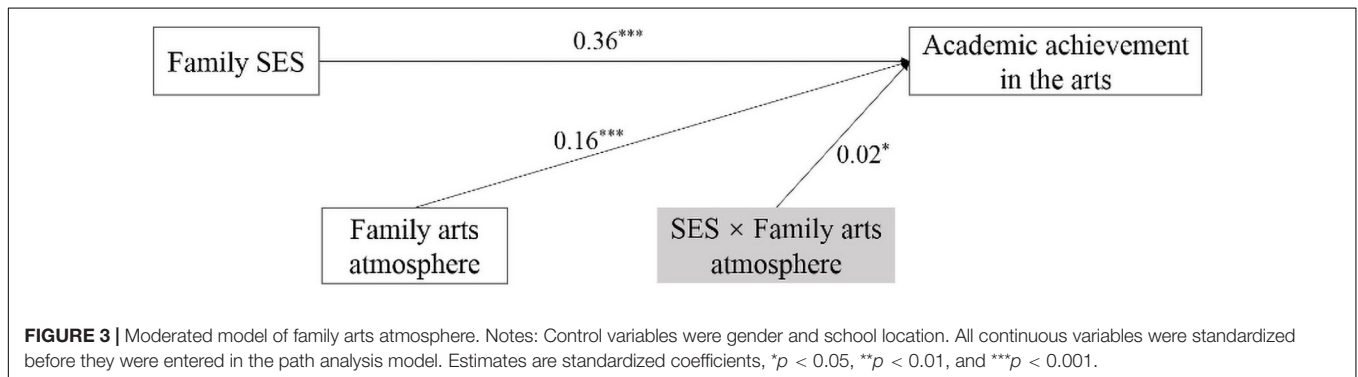 0.36***
Family SES
Academic achievement
in the arts
0.16***
0.02*
Family arts
atmosphere
SES × Family arts
atmosphere
FIGURE 3 | Moderated model of family arts atmosphere. Notes: Control variables were gender and school location. All continuous variables were standardized
before they were entered in the path analysis model. Estimates are standardized coefficients, *p < 0.05, **p < 0.01, and ***p < 0.001.